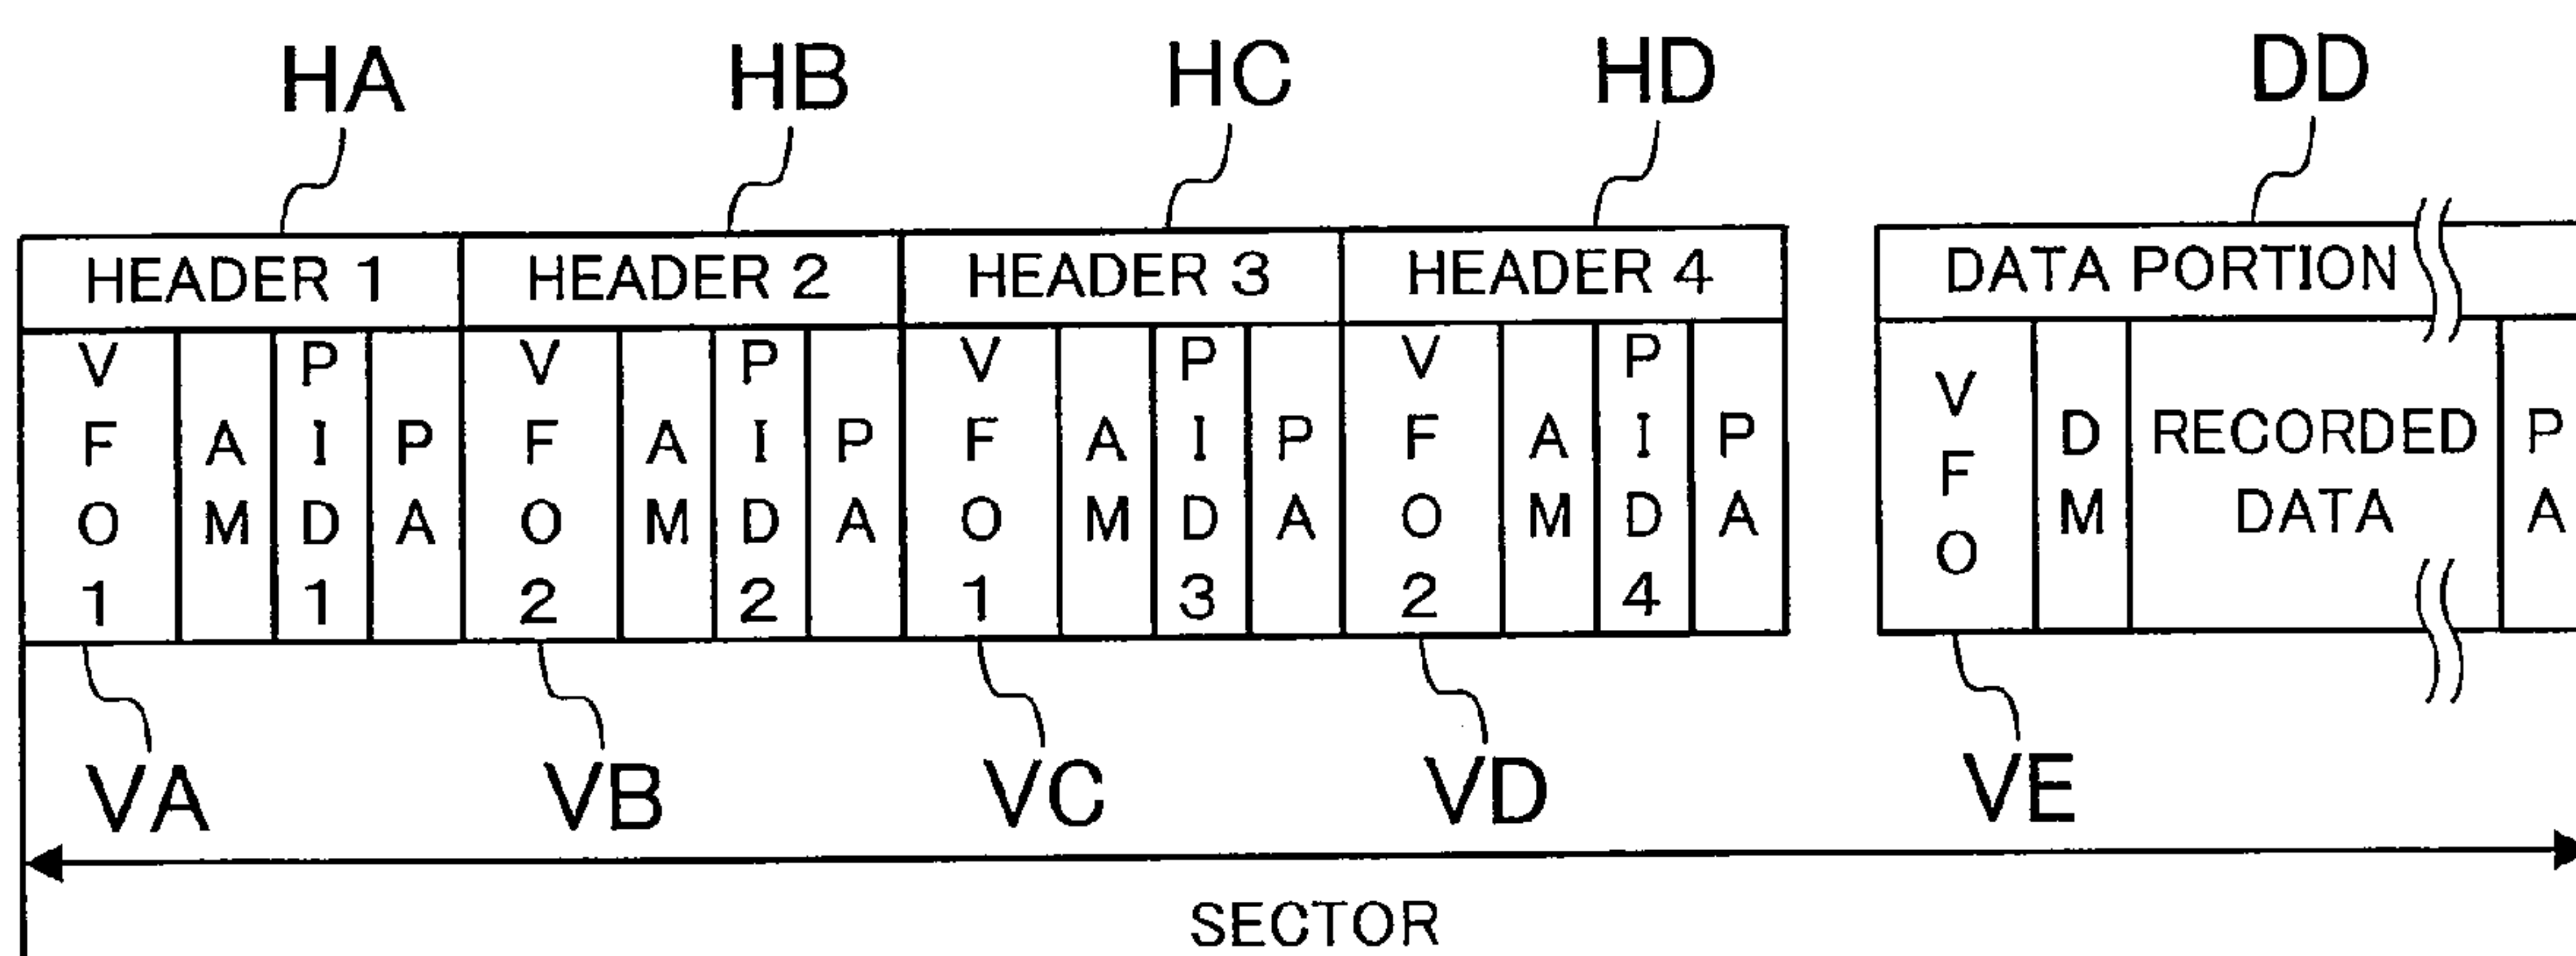 HA HB HC HD DD
HEADER 1 HEADER 2 HEADER 3 HEADER 4 DATA PORTION
VFO1 AM PID1 PA VFO2 AM PID2 PA VFO1 AM PID3 PA VFO2 AM PID4 PA VFO DM RECORDED DATA PA
VA VB VC VD VE
SECTOR